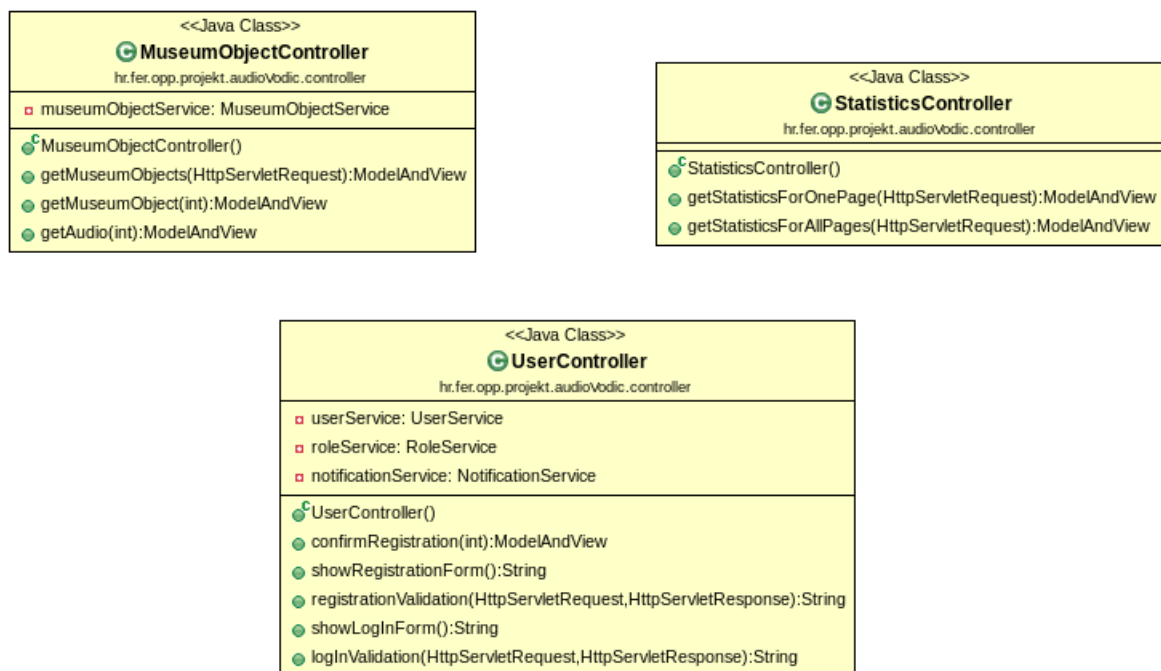 <<Java Class>>
MuseumObjectController
hr.fer.opp.projekt.audioVodic.controller
museumObjectService: MuseumObjectService
MuseumObjectController()
getMuseumObjects(HttpServletRequest):ModelAndView
getMuseumObject(int):ModelAndView
getAudio(int):ModelAndView
<<Java Class>>
StatisticsController
hr.fer.opp.projekt.audioVodic.controller
StatisticsController()
getStatisticsForOnePage(HttpServletRequest):ModelAndView
getStatisticsForAllPages(HttpServletRequest):ModelAndView
<<Java Class>>
UserController
hr.fer.opp.projekt.audioVodic.controller
userService: UserService
roleService: RoleService
notificationService: NotificationService
UserController()
confirmRegistration(int):ModelAndView
showRegistrationForm():String
registrationValidation(HttpServletRequest,HttpServletResponse):String
showLogInForm():String
logInValidation(HttpServletRequest,HttpServletResponse):String